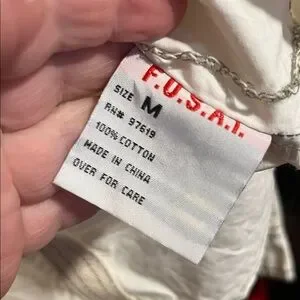 F.U.S.A.I.
SIZE M
RN# 97619
100% COTTON
MADE IN CHINA
OVER FOR CARE